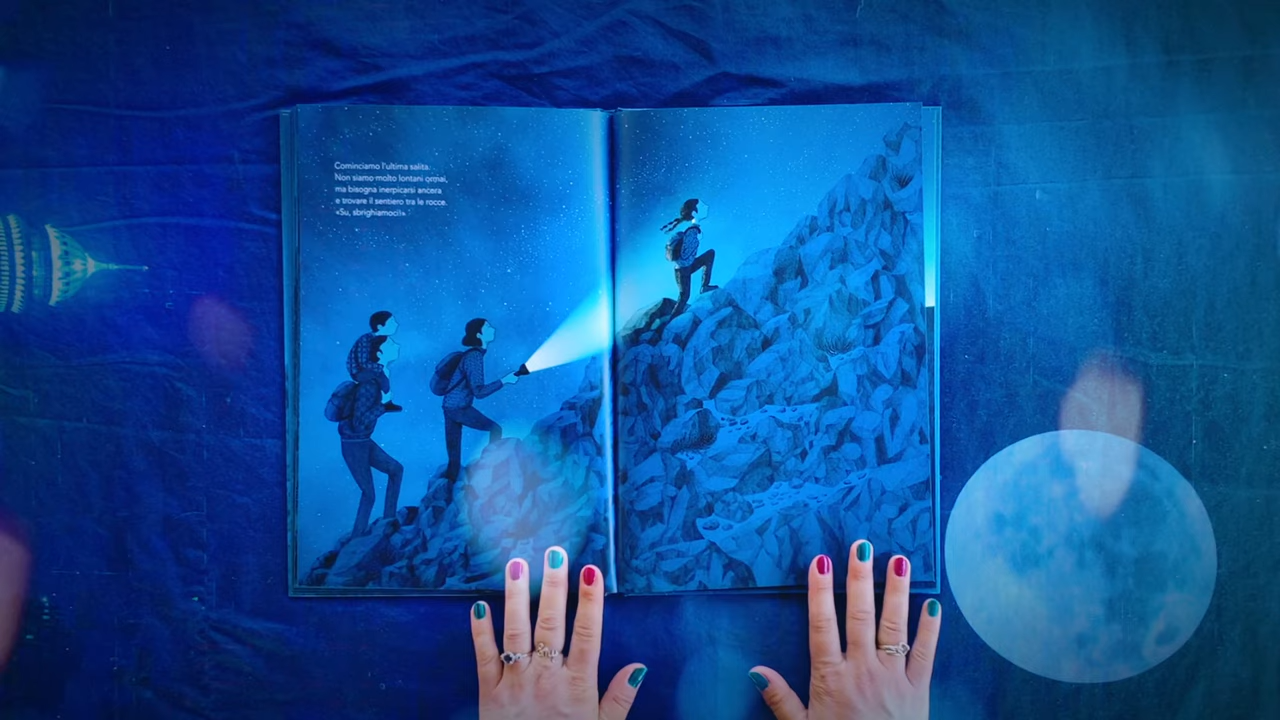 Cominciamo l'ultima salita.
Non siamo molto lontani ormai,
ma bisogna inerpicarsi ancora
e trovare il sentiero tra le rocce.
«Su, sbrighiamoci!»